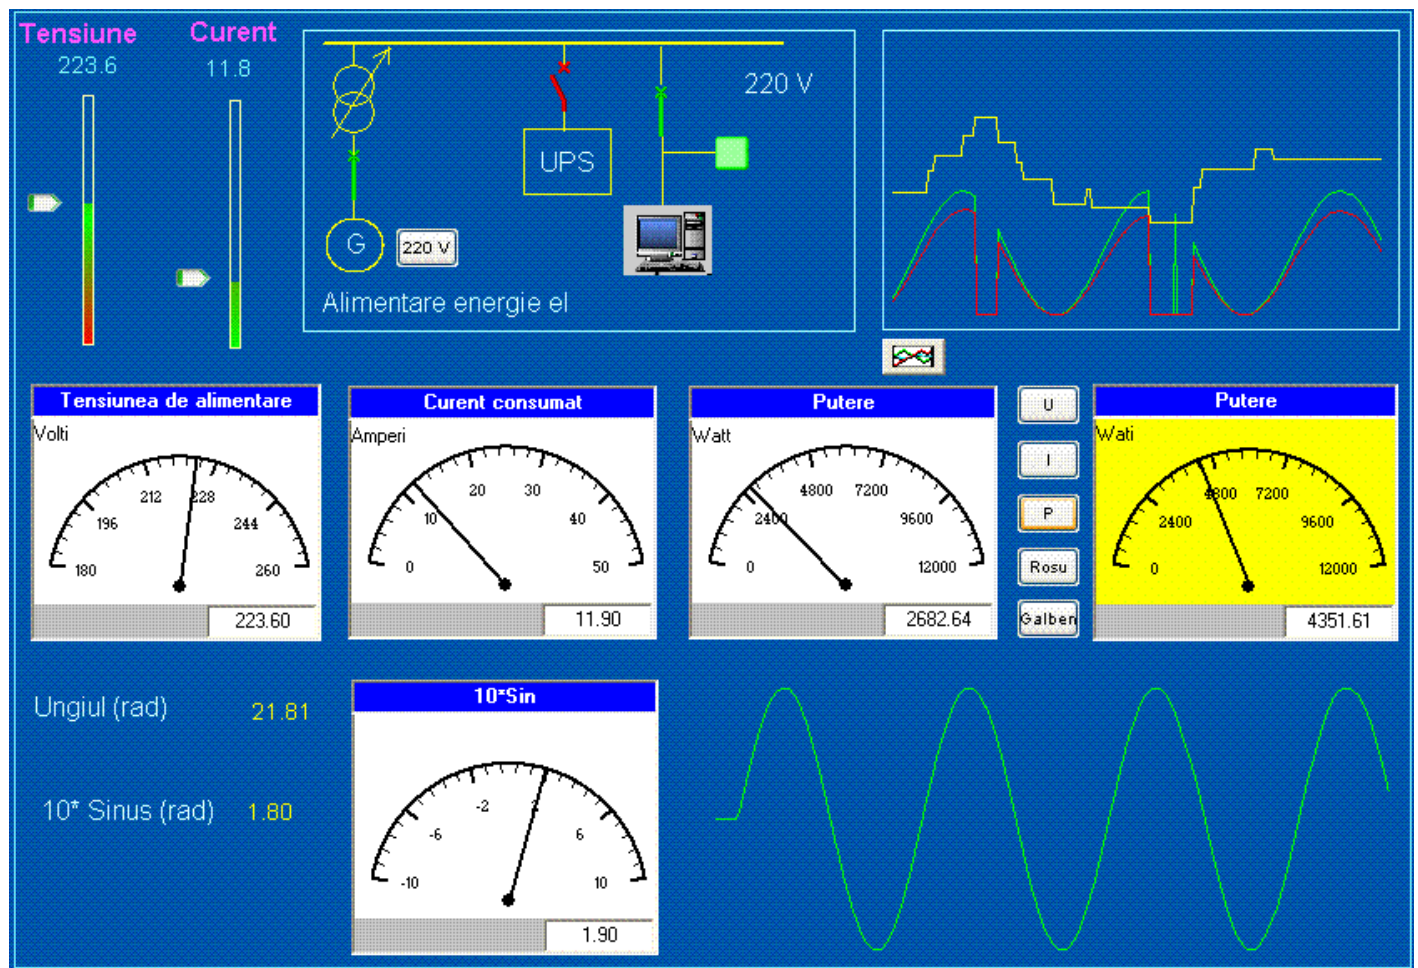 Tensiune Curent
223.6 11.8
220 V
UPS
G
220 V
Alimentare energie el
Tensiunea de alimentare
Volti
180 196 212 228 244 260
223.60
Curent consumat
Amperi
0 10 20 30 40 50
11.90
Putere
Watt
0 2400 4800 7200 9600 12000
2682.64
U
I
P
Rosu
Galben
Putere
Wati
0 2400 4800 7200 9600 12000
4351.61
Ungiul (rad) 21.81
10* Sinus (rad) 1.80
10*Sin
-10 -6 -2 2 6 10
1.90